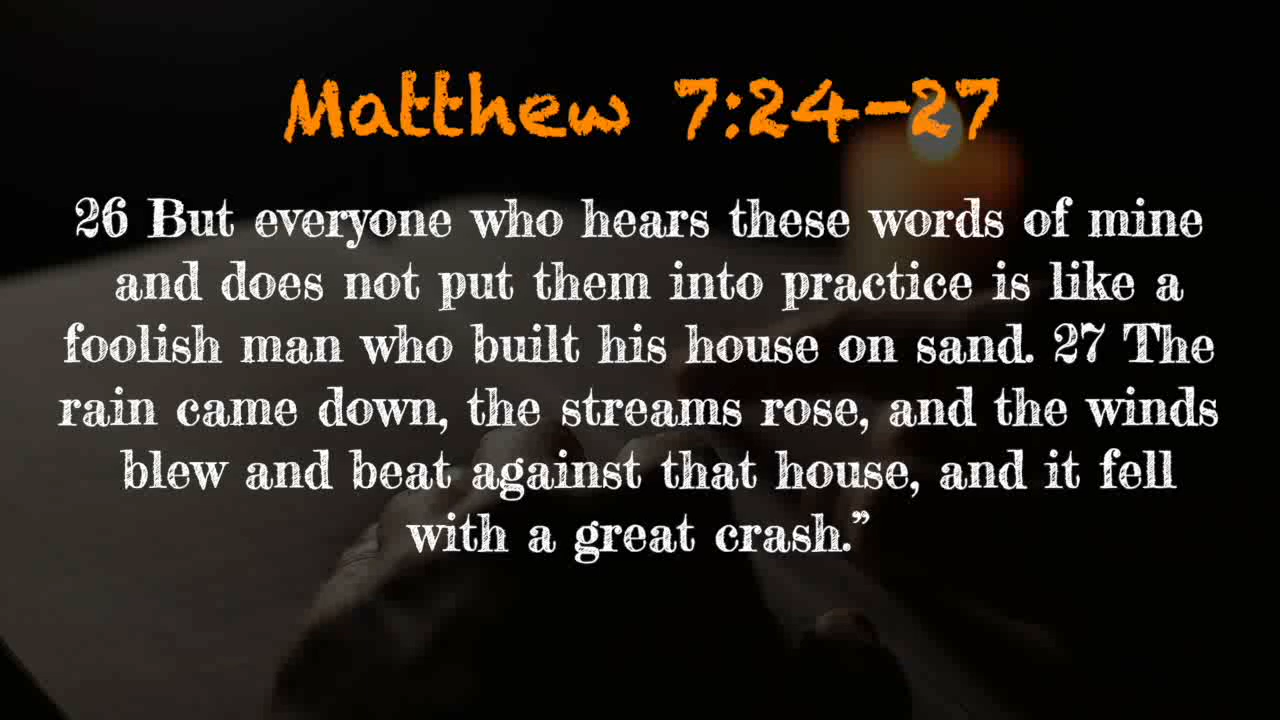 Matthew 7:24–27
26 But everyone who hears these words of mine
and does not put them into practice is like a
foolish man who built his house on sand. 27 The
rain came down, the streams rose, and the winds
blew and beat against that house, and it fell
with a great crash.”